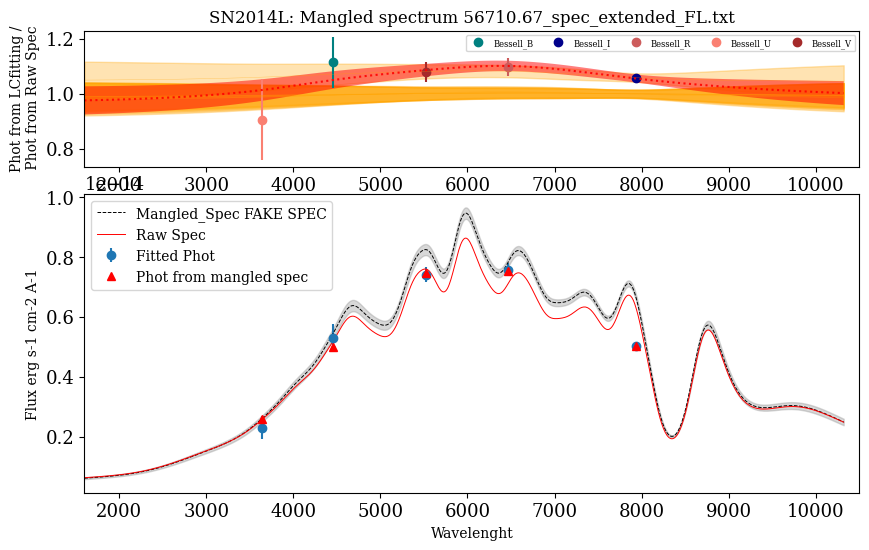 SN2014L: Mangled spectrum 56710.67_spec_extended_FL.txt
Phot from LCfitting /
Phot from Raw Spec
1.2
1.0
0.8
Bessell_B
Bessell_I
Bessell_R
Bessell_U
Bessell_V
2000 3000 4000 5000 6000 7000 8000 9000 10000
1e−14
Flux erg s-1 cm-2 A-1
1.0
0.8
0.6
0.4
0.2
Mangled_Spec FAKE SPEC
Raw Spec
Fitted Phot
Phot from mangled spec
2000 3000 4000 5000 6000 7000 8000 9000 10000
Wavelenght